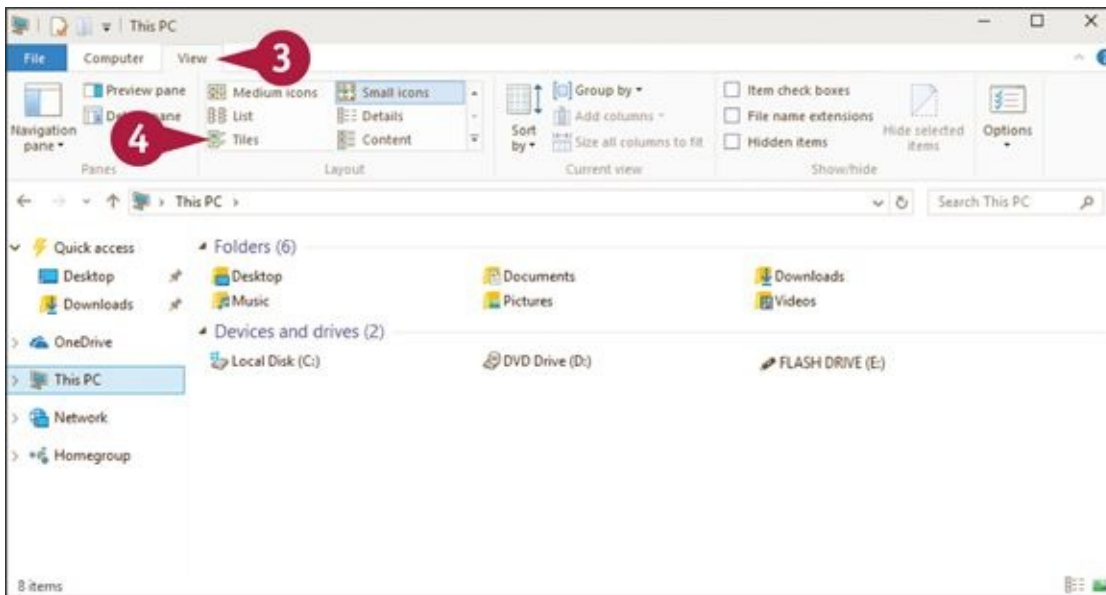 This PC
File Computer View 3
Preview pane Medium icons Small icons Group by Item check boxes
pane List Details Add columns File name extensions
Navigation pane 4 Tiles Content Sort by Size all columns to fit Hidden items Hide selected items Options
Panes Layout Current view Show/hide
This PC Search This PC
Quick access Folders (6)
Desktop Desktop Documents Downloads
Downloads Music Pictures Videos
OneDrive Devices and drives (2)
This PC Local Disk (C:) DVD Drive (D:) FLASH DRIVE (E:)
Network
Homegroup
8 items